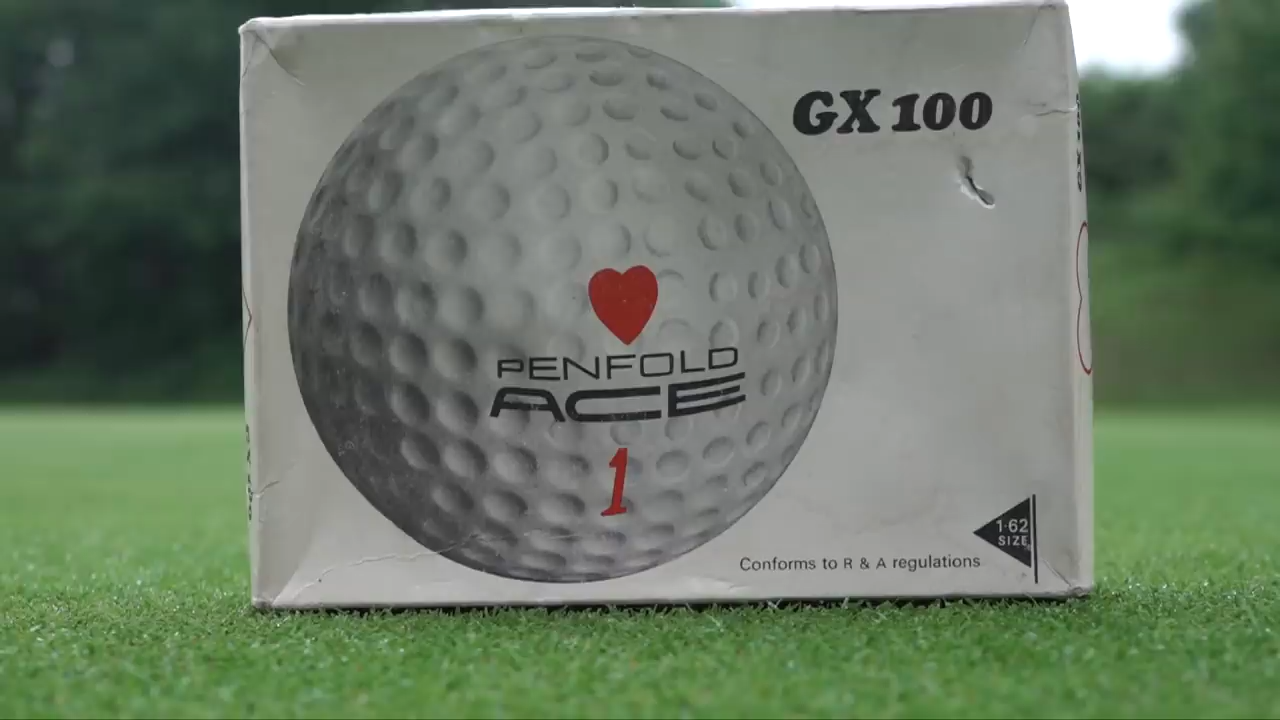 GX 100
PENFOLD
ACE
1
1·62
SIZE
Conforms to R & A regulations